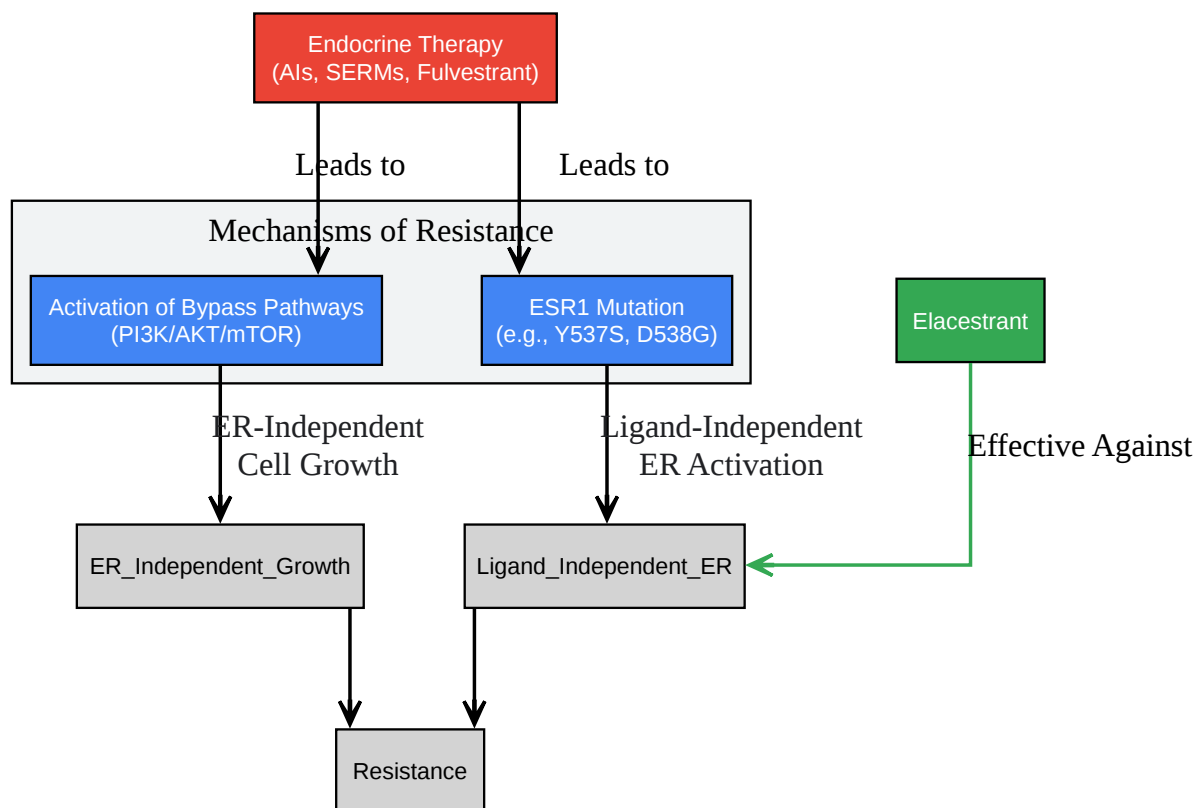 Endocrine Therapy
(AIs, SERMs, Fulvestrant)
Leads to
Leads to
Mechanisms of Resistance
Activation of Bypass Pathways
(PI3K/AKT/mTOR)
ESR1 Mutation
(e.g., Y537S, D538G)
Elacestrant
ER-Independent
Cell Growth
Ligand-Independent
ER Activation
Effective Against
ER_Independent_Growth
Ligand_Independent_ER
Resistance